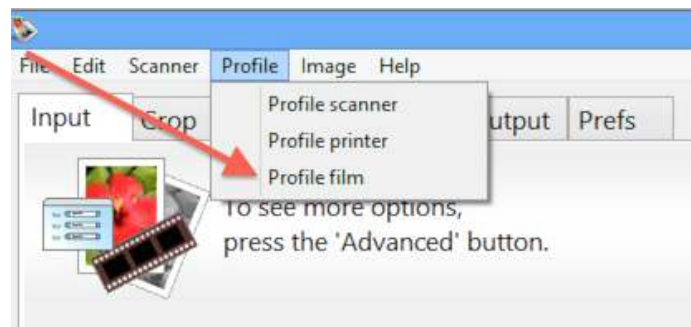 File Edit Scanner Profile Image Help
Input Crop Prefs
Profile scanner
Profile printer
Profile film
To see more options,
press the 'Advanced' button.